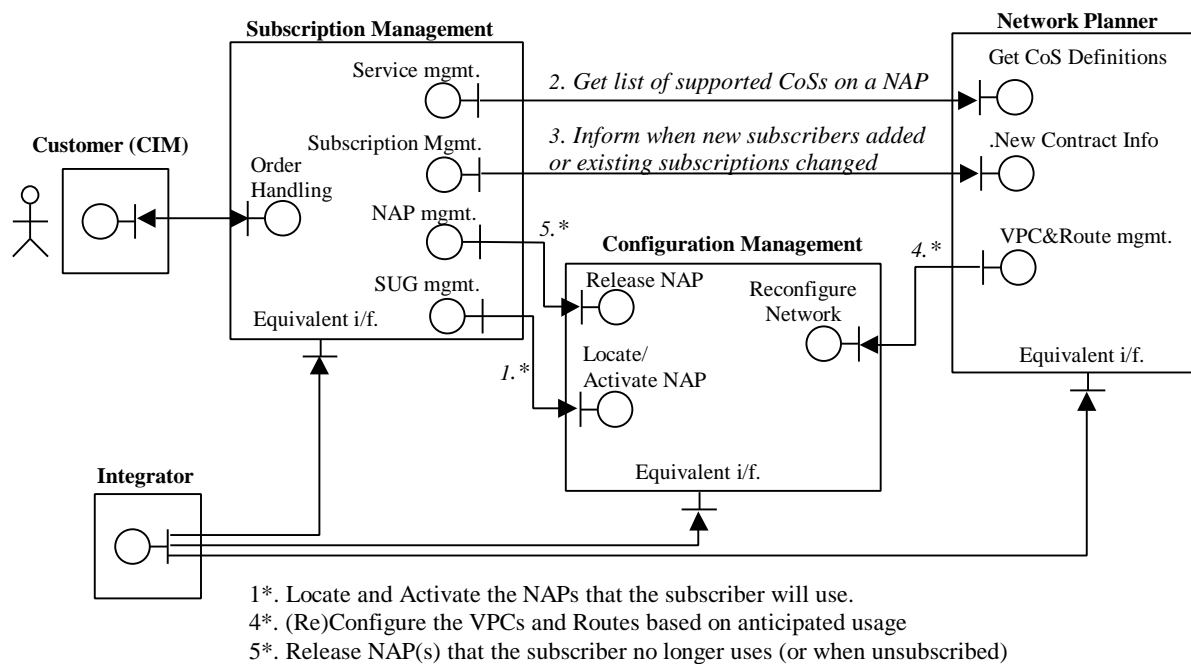 Subscription Management
Network Planner
Service mgmt.
Get CoS Definitions
2. Get list of supported CoSs on a NAP
Customer (CIM)
Subscription Mgmt.
3. Inform when new subscribers added
or existing subscriptions changed
.New Contract Info
Order
Handling
NAP mgmt.
5.*
Configuration Management
4.*
VPC&Route mgmt.
SUG mgmt.
Release NAP
Reconfigure
Network
Equivalent i/f.
1.*
Locate/
Activate NAP
Equivalent i/f.
Integrator
Equivalent i/f.
1*. Locate and Activate the NAPs that the subscriber will use.
4*. (Re)Configure the VPCs and Routes based on anticipated usage
5*. Release NAP(s) that the subscriber no longer uses (or when unsubscribed)